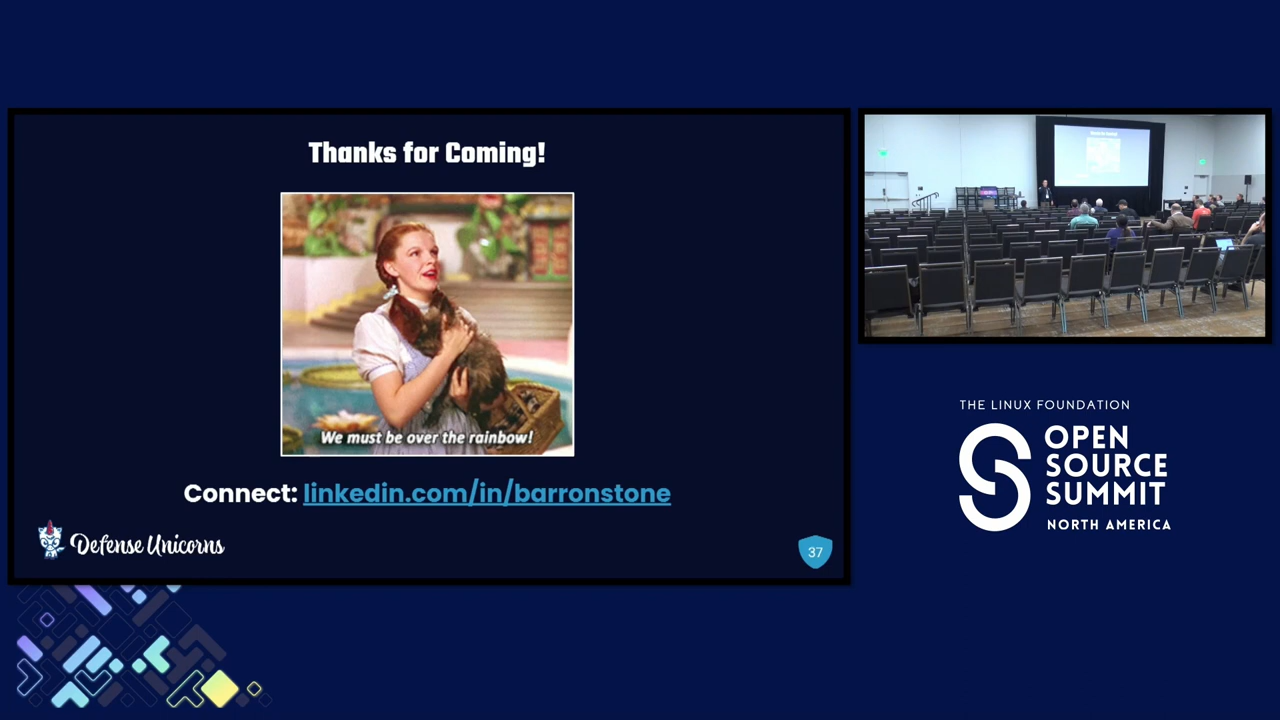 Thanks for Coming!
We must be over the rainbow!
Connect: linkedin.com/in/barronstone
Defense Unicorns
37
THE LINUX FOUNDATION
OPEN
SOURCE
SUMMIT
NORTH AMERICA